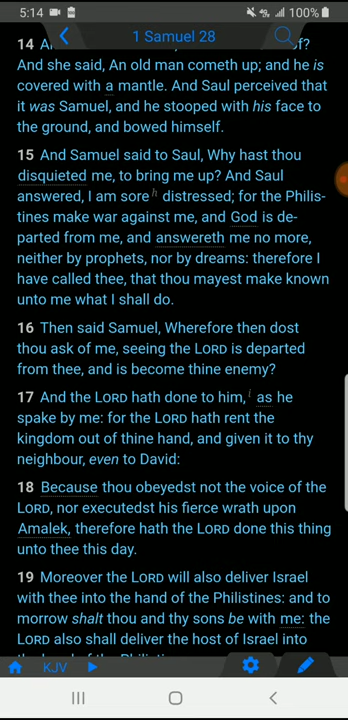 5:14
100%
1 Samuel 28
14
of?
And she said, An old man cometh up; and he is
covered with a mantle. And Saul perceived that
it was Samuel, and he stooped with his face to
the ground, and bowed himself.
15 And Samuel said to Saul, Why hast thou
disquieted me, to bring me up? And Saul
answered, I am sore h distressed; for the Philis-
tines make war against me, and God is de-
parted from me, and answereth me no more,
neither by prophets, nor by dreams: therefore I
have called thee, that thou mayest make known
unto me what I shall do.
16 Then said Samuel, Wherefore then dost
thou ask of me, seeing the LORD is departed
from thee, and is become thine enemy?
17 And the LORD hath done to him, i as he
spake by me: for the LORD hath rent the
kingdom out of thine hand, and given it to thy
neighbour, even to David:
18 Because thou obeyedst not the voice of the
LORD, nor executedst his fierce wrath upon
Amalek, therefore hath the LORD done this thing
unto thee this day.
19 Moreover the LORD will also deliver Israel
with thee into the hand of the Philistines: and to
morrow shalt thou and thy sons be with me: the
LORD also shall deliver the host of Israel into
the hand of the Philistines
KJV